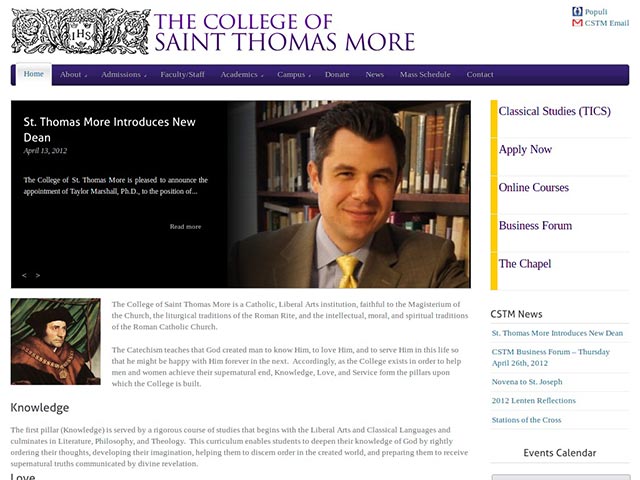 IHS
THE COLLEGE OF
SAINT THOMAS MORE
Populi
CSTM Email
Home About Admissions Faculty/Staff Academics Campus Donate News Mass Schedule Contact
St. Thomas More Introduces New
Dean
April 13, 2012
The College of St. Thomas More is pleased to announce the
appointment of Taylor Marshall, Ph.D., to the position of...
Read more
< >
Classical Studies (TICS)
Apply Now
Online Courses
Business Forum
The Chapel
The College of Saint Thomas More is a Catholic, Liberal Arts institution, faithful to the Magisterium of
the Church, the liturgical traditions of the Roman Rite, and the intellectual, moral, and spiritual traditions
of the Roman Catholic Church.
The Catechism teaches that God created man to know Him, to love Him, and to serve Him in this life so
that he might be happy with Him forever in the next.  Accordingly, as the College exists in order to help
men and women achieve their supernatural end, Knowledge, Love, and Service form the pillars upon
which the College is built.
Knowledge
The first pillar (Knowledge) is served by a rigorous course of studies that begins with the Liberal Arts and Classical Languages and
culminates in Literature, Philosophy, and Theology.  This curriculum enables students to deepen their knowledge of God by rightly
ordering their thoughts, developing their imagination, helping them to discern order in the created world, and preparing them to receive
supernatural truths communicated by divine revelation.
Love
CSTM News
St. Thomas More Introduces New Dean
CSTM Business Forum – Thursday
April 26th, 2012
Novena to St. Joseph
2012 Lenten Reflections
Stations of the Cross
Events Calendar